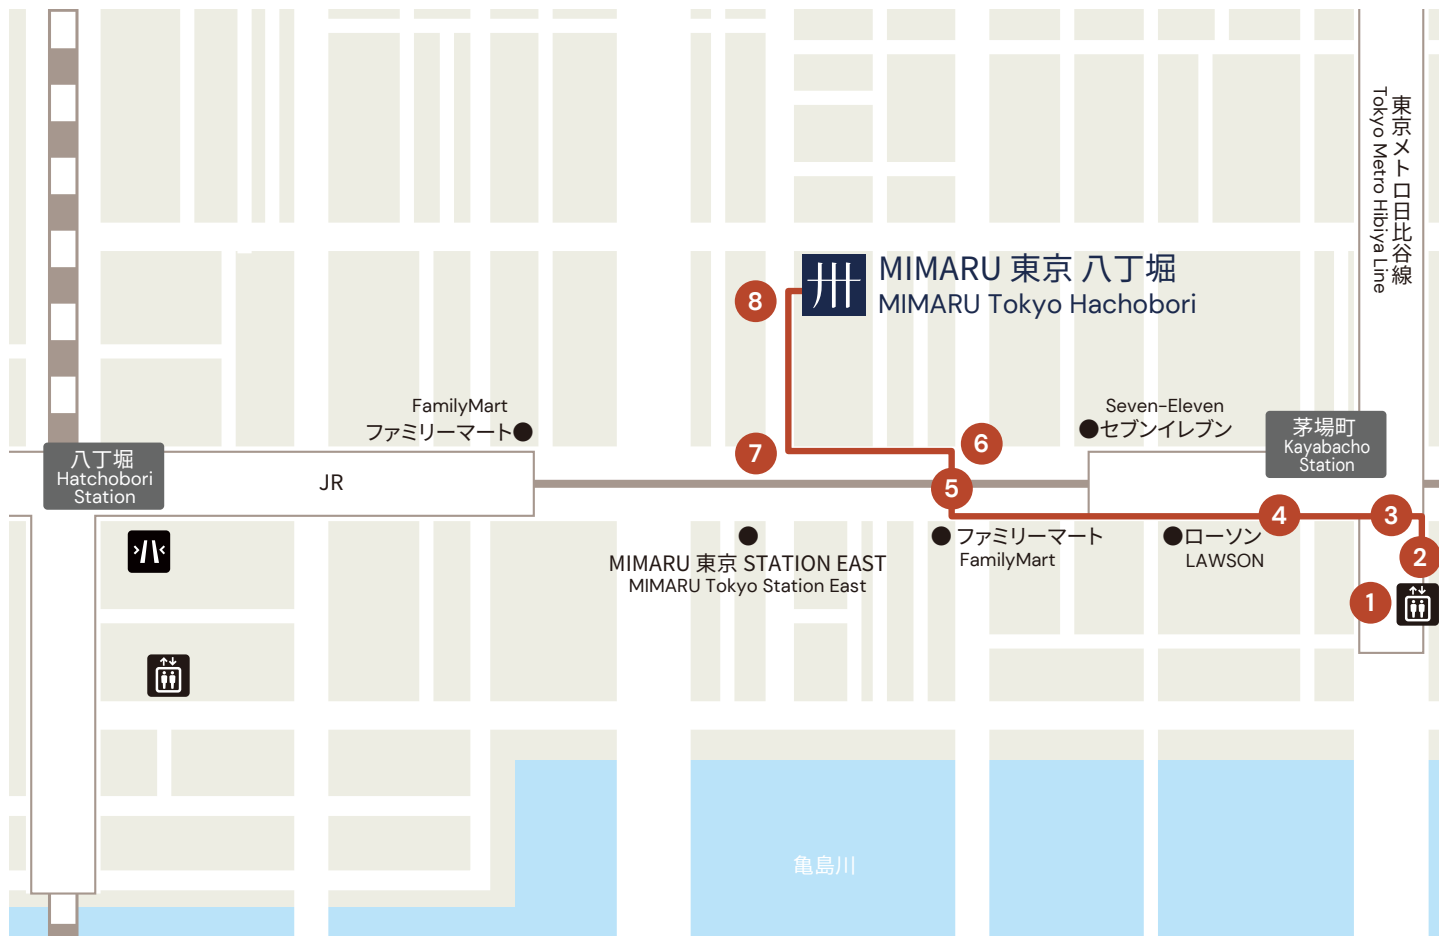 東京メトロ日比谷線
Tokyo Metro Hibiya Line
MIMARU 東京 八丁堀
MIMARU Tokyo Hachobori
8
FamilyMart
ファミリーマート
Seven-Eleven
セブンイレブン
茅場町
Kayabacho
Station
7
6
八丁堀
Hatchobori
Station
JR
5
4
3
2
1
MIMARU 東京 STATION EAST
MIMARU Tokyo Station East
ファミリーマート
FamilyMart
ローソン
LAWSON
亀島川